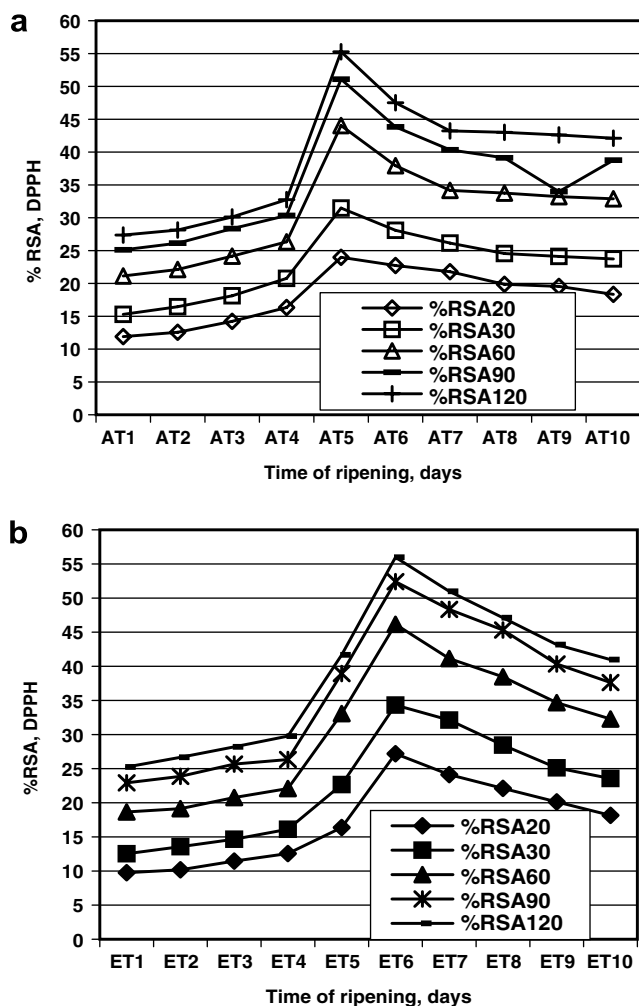 a
% RSA, DPPH
60
55
50
45
40
35
30
25
20
15
10
5
0
%RSA20
%RSA30
%RSA60
%RSA90
%RSA120
AT1 AT2 AT3 AT4 AT5 AT6 AT7 AT8 AT9 AT10
Time of ripening, days
b
%RSA, DPPH
60
55
50
45
40
35
30
25
20
15
10
5
0
%RSA20
%RSA30
%RSA60
%RSA90
%RSA120
ET1 ET2 ET3 ET4 ET5 ET6 ET7 ET8 ET9 ET10
Time of ripening, days